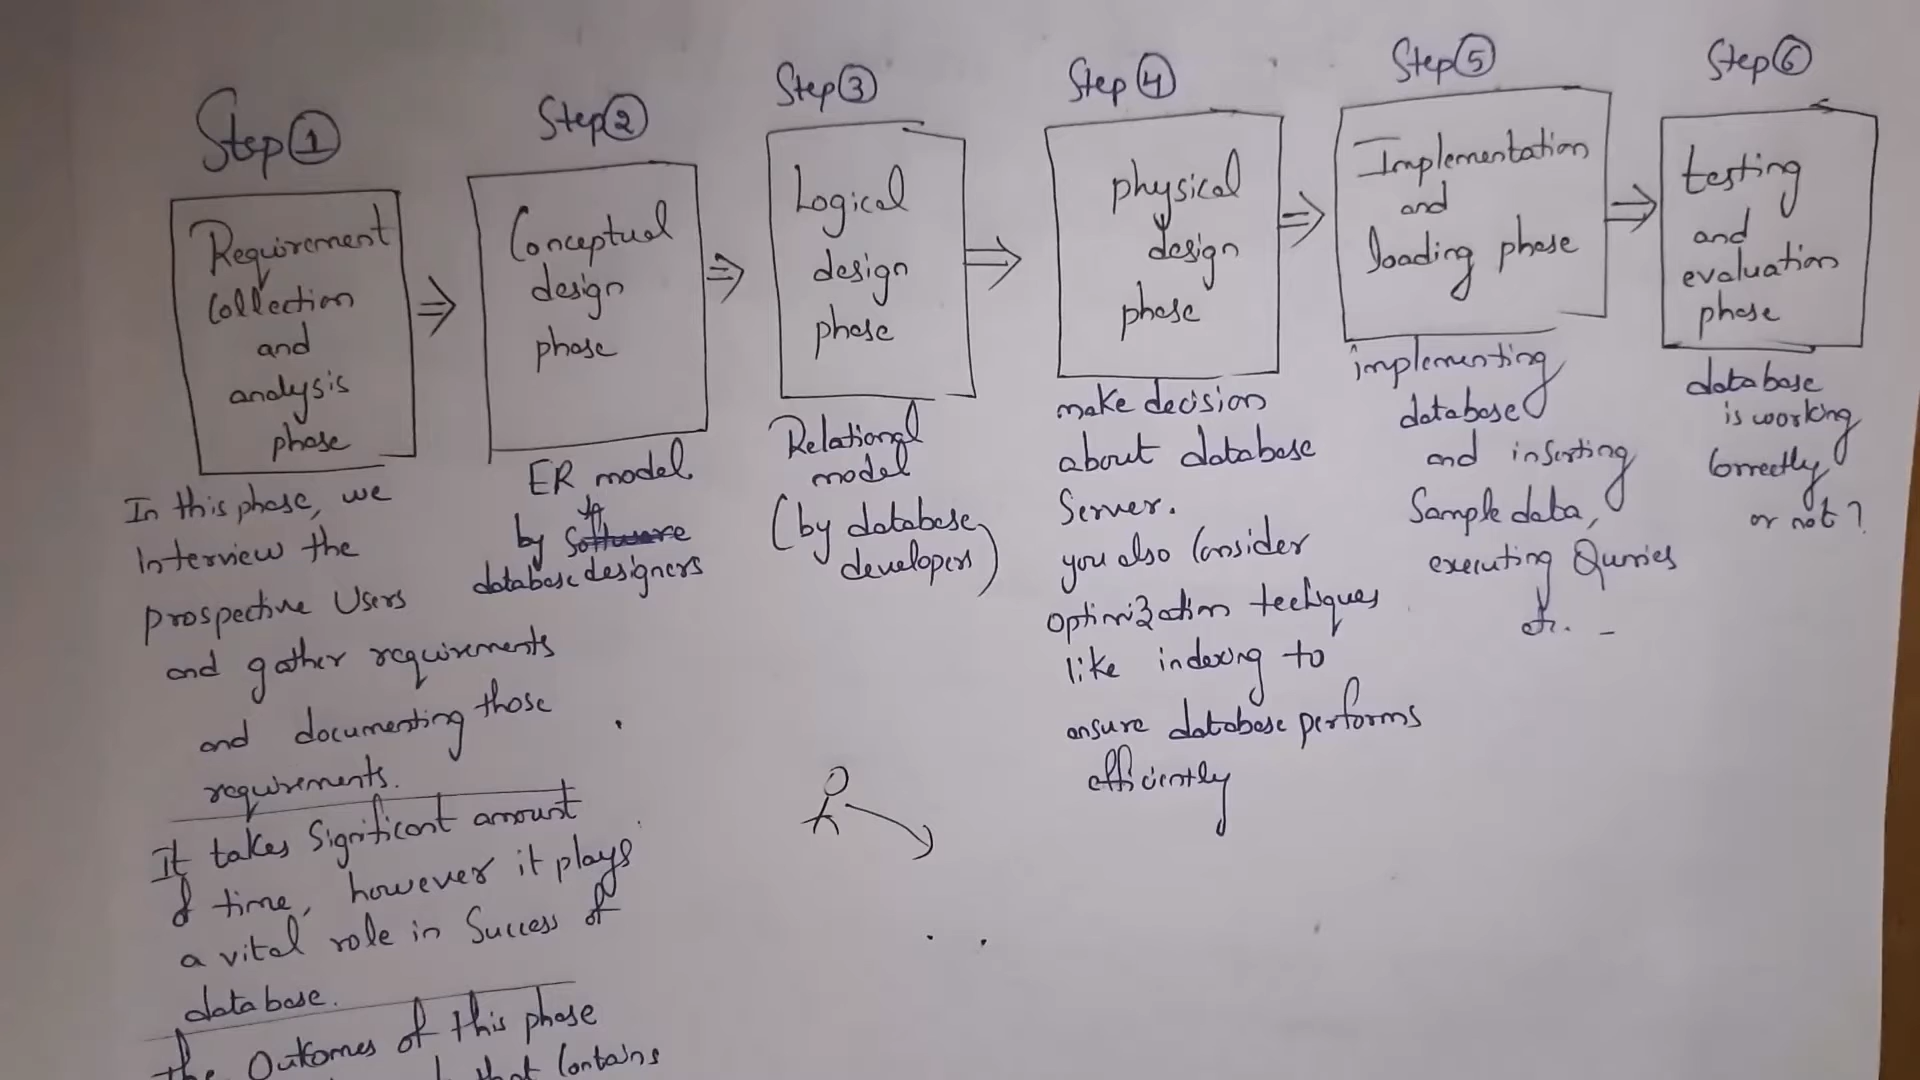 Step 1
Requirement
Collection
and
analysis
phase
In this phase, we
Interview the
prospective Users
and gather requirements
and documenting those
requirements.
It takes Significant amount
of time, however it plays
a vital role in Success of
database.
the Outcomes of this phase
that Contains
Step 2
Conceptual
design
phase
ER model
by Software
database designers
Step 3
Logical
design
phase
Relational
model
(by database
developers)
Step 4
physical
design
phase
make decision
about database
Server.
you also Consider
optimization techiques
like indexing to
ensure database performs
efficiently
Step 5
Implementation
and
loading phase
implementing
database
and inserting
Sample data,
executing Queries
etc. -
Step 6
testing
and
evaluation
phase
database
is working
Correctly
or not?